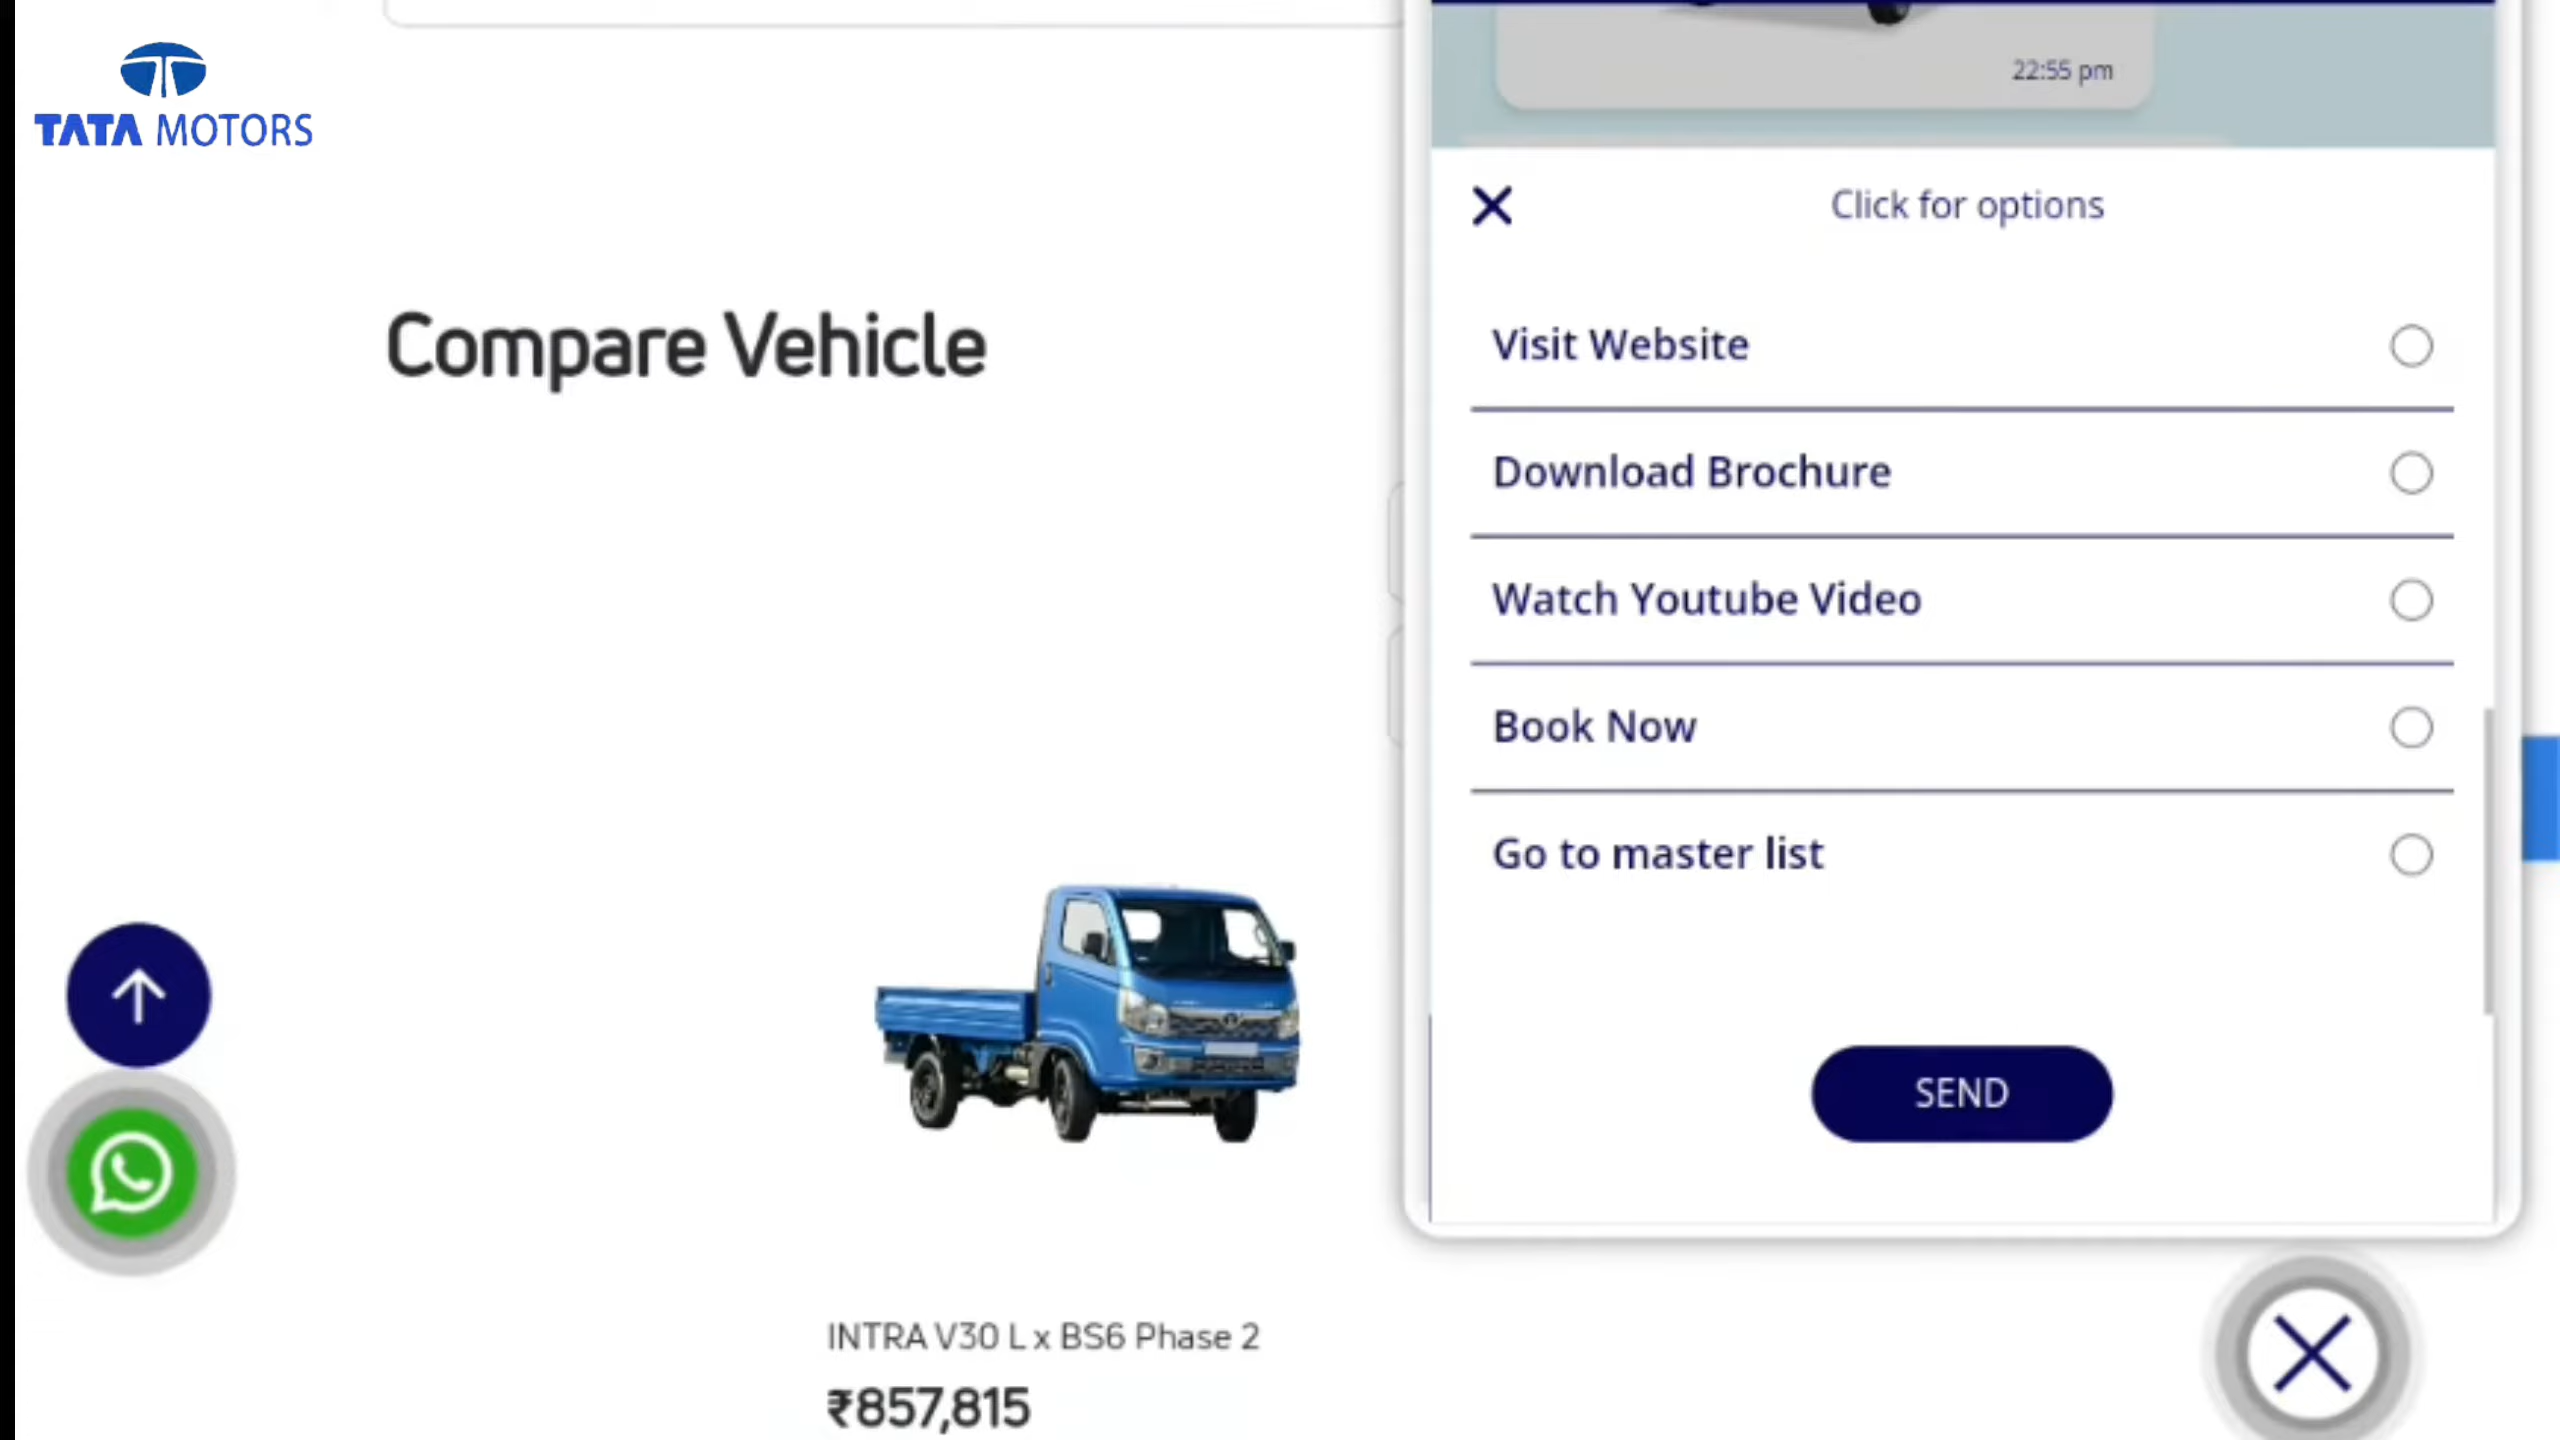 TATA MOTORS
Compare Vehicle
INTRA V30 L x BS6 Phase 2
₹857,815
22:55 pm
Click for options
Visit Website
Download Brochure
Watch Youtube Video
Book Now
Go to master list
SEND